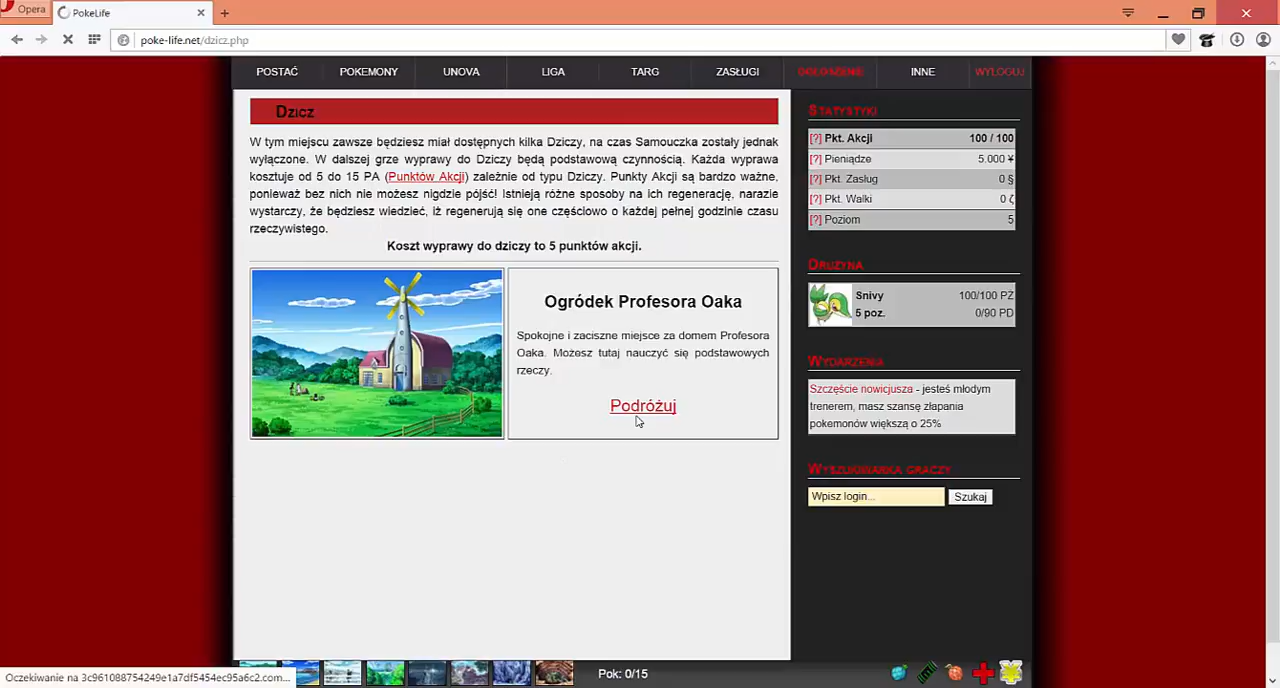 Opera
PokeLife
poke-life.net/dzicz.php
POSTAĆ POKEMONY UNOVA LIGA TARG ZASŁUGI OGŁOSZENIE INNE WYLOGUJ
Dzicz
W tym miejscu zawsze będziesz miał dostępnych kilka Dziczy, na czas Samouczka zostały jednak
wyłączone. W dalszej grze wyprawy do Dziczy będą podstawową czynnością. Każda wyprawa
kosztuje od 5 do 15 PA (Punktów Akcji) zależnie od typu Dziczy. Punkty Akcji są bardzo ważne,
ponieważ bez nich nie możesz nigdzie pójść! Istnieją różne sposoby na ich regenerację, narazie
wystarczy, że będziesz wiedzieć, iż regenerują się one częściowo o każdej pełnej godzinie czasu
rzeczywistego.
Koszt wyprawy do dziczy to 5 punktów akcji.
Ogródek Profesora Oaka
Spokojne i zaciszne miejsce za domem Profesora
Oaka. Możesz tutaj nauczyć się podstawowych
rzeczy.
Podróżuj
Statystyki
[?] Pkt. Akcji 100 / 100
[?] Pieniądze 5.000 ¥
[?] Pkt. Zasług 0 §
[?] Pkt. Walki 0 ζ
[?] Poziom 5
Drużyna
Snivy 100/100 PŻ
5 poz. 0/90 PD
Wydarzenia
Szczęście nowicjusza - jesteś młodym
trenerem, masz szansę złapania
pokemonów większą o 25%
Wyszukiwarka graczy
Wpisz login... Szukaj
Pok: 0/15
Oczekiwanie na 3c961088754249e1a7df5454ec95a6c2.com...